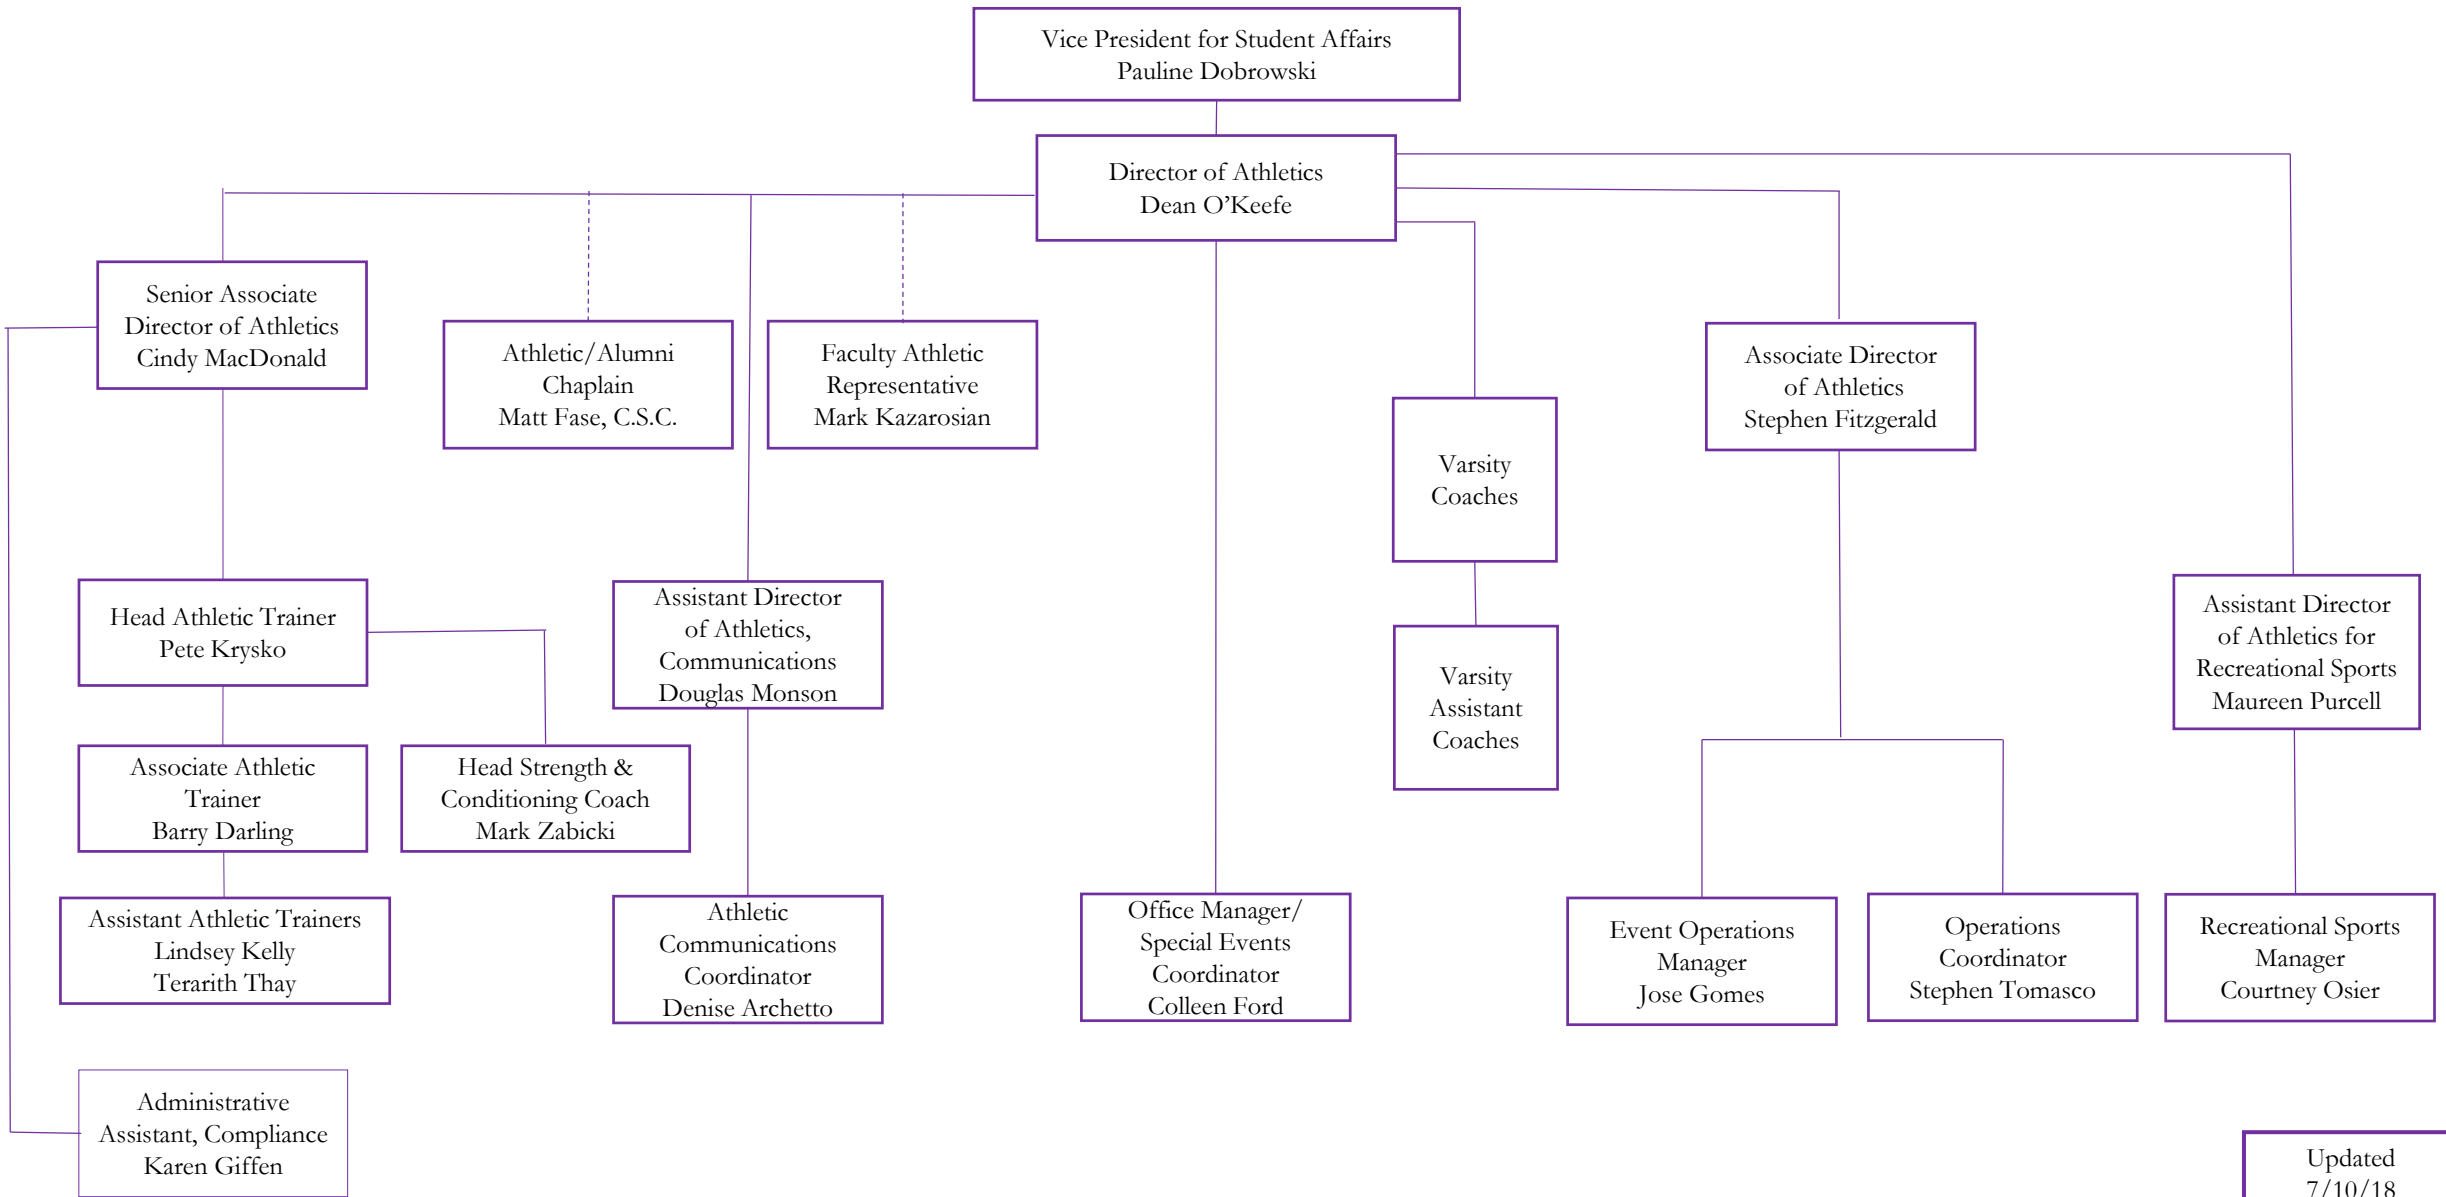 Vice President for Student Affairs
Pauline Dobrowski
Director of Athletics
Dean O’Keefe
Senior Associate
Director of Athletics
Cindy MacDonald
Athletic/Alumni
Chaplain
Matt Fase, C.S.C.
Faculty Athletic
Representative
Mark Kazarosian
Associate Director
of Athletics
Stephen Fitzgerald
Varsity
Coaches
Head Athletic Trainer
Pete Krysko
Assistant Director
of Athletics,
Communications
Douglas Monson
Varsity
Assistant
Coaches
Assistant Director
of Athletics for
Recreational Sports
Maureen Purcell
Associate Athletic
Trainer
Barry Darling
Head Strength &
Conditioning Coach
Mark Zabicki
Assistant Athletic Trainers
Lindsey Kelly
Terarith Thay
Athletic
Communications
Coordinator
Denise Archetto
Office Manager/
Special Events
Coordinator
Colleen Ford
Event Operations
Manager
Jose Gomes
Operations
Coordinator
Stephen Tomasco
Recreational Sports
Manager
Courtney Osier
Administrative
Assistant, Compliance
Karen Giffen
Updated
7/10/18